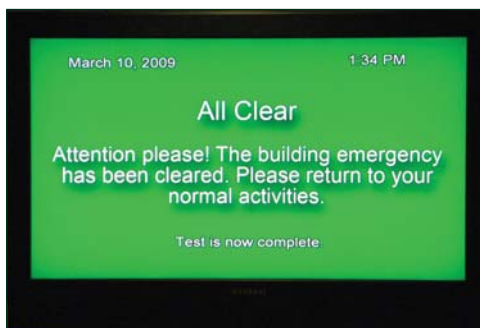 March 10, 2009 1:34 PM
All Clear
Attention please! The building emergency
has been cleared. Please return to your
normal activities.
Test is now complete.